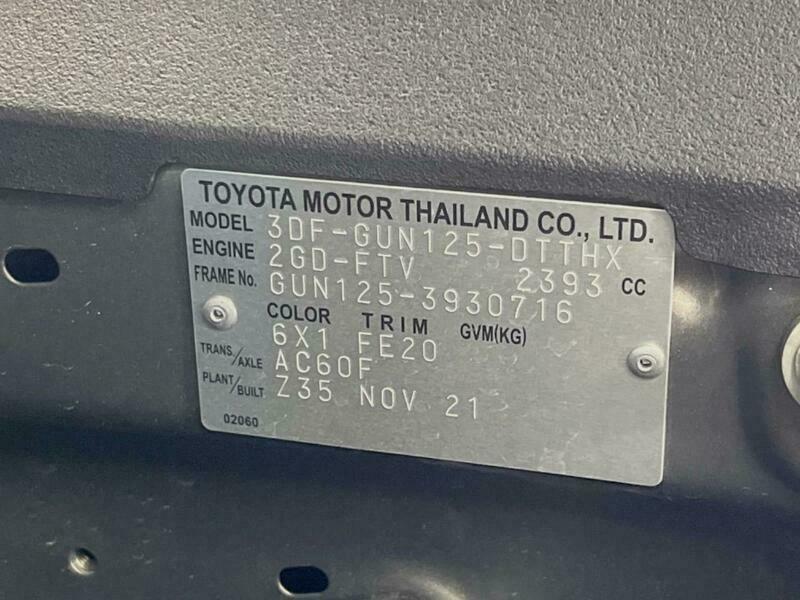 TOYOTA MOTOR THAILAND CO., LTD.
MODEL 3DF-GUN125-DTTHX
ENGINE 2GD-FTV 2393 CC
FRAME No. GUN125-3930716
COLOR TRIM GVM(KG)
6X1 FE20
TRANS/AXLE AC60F
PLANT/BUILT Z35 NOV 21
02060